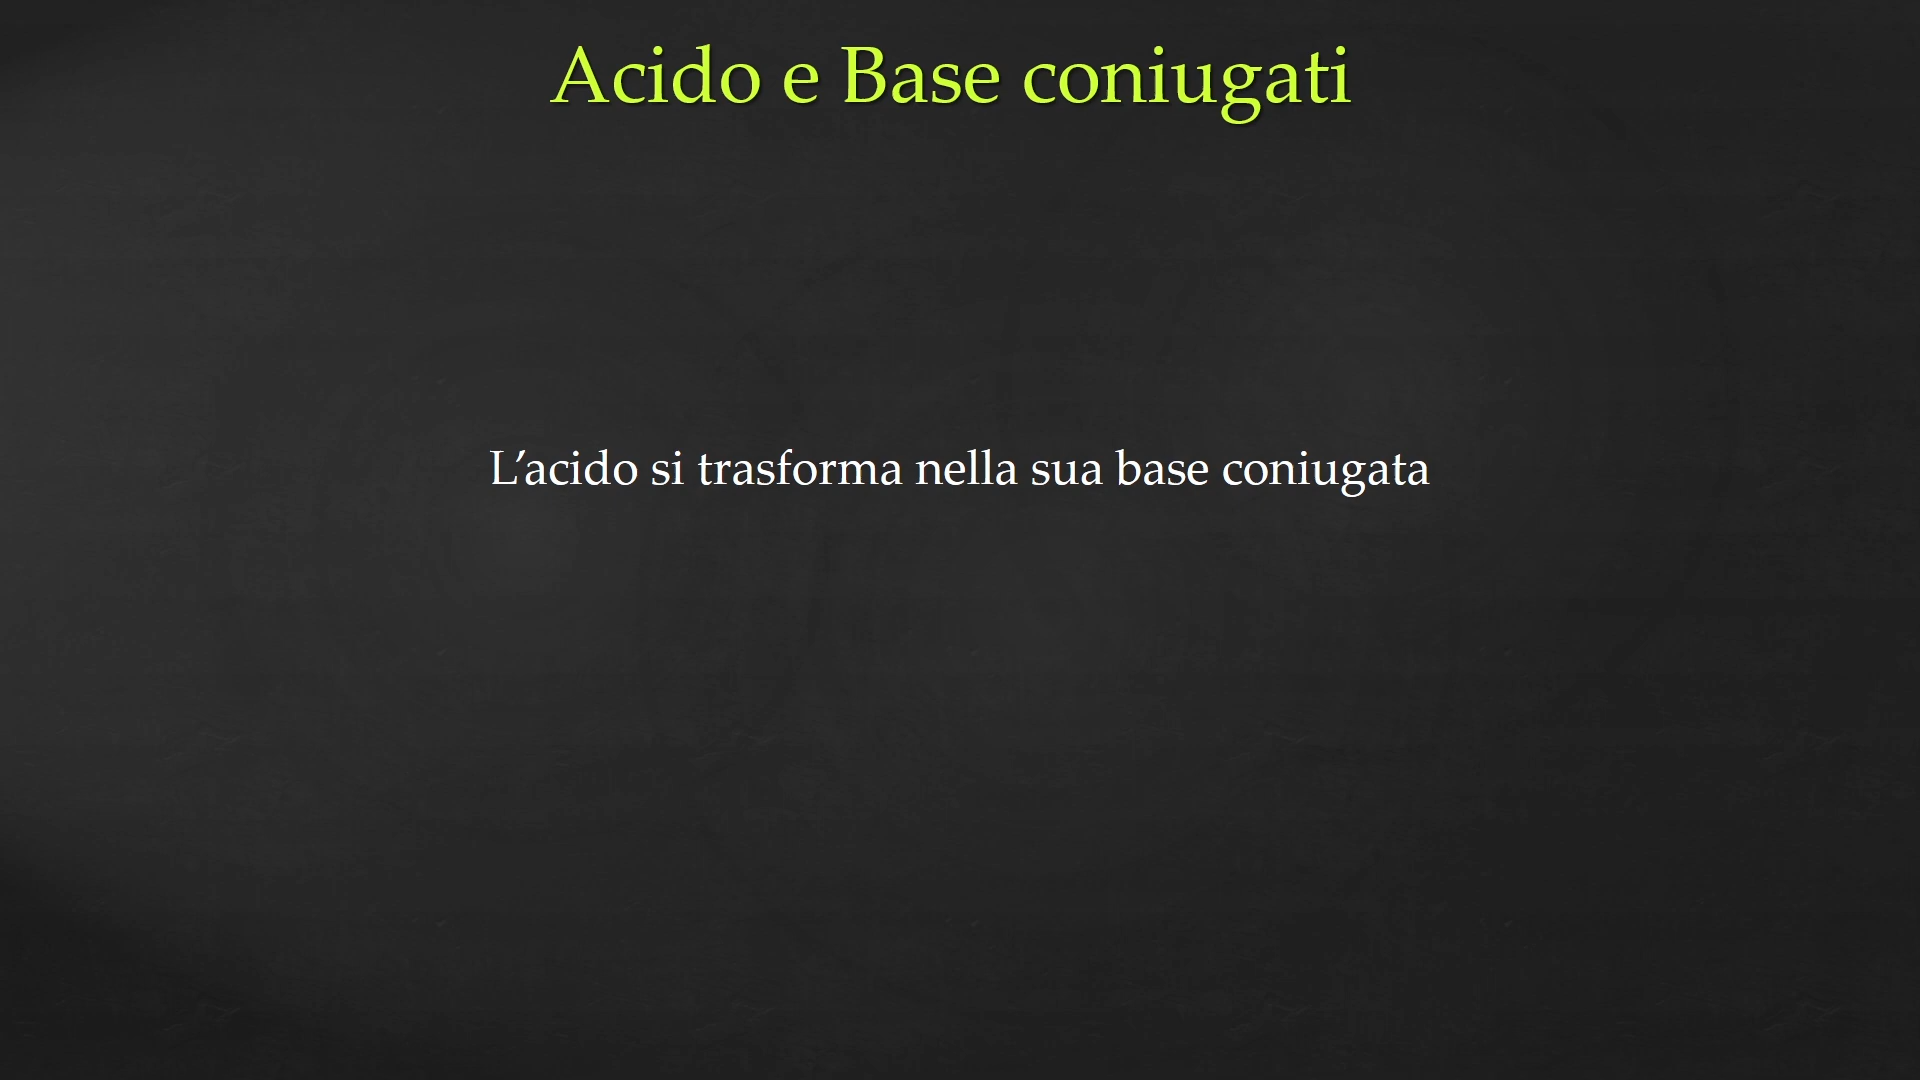 Acido e Base coniugati
L’acido si trasforma nella sua base coniugata